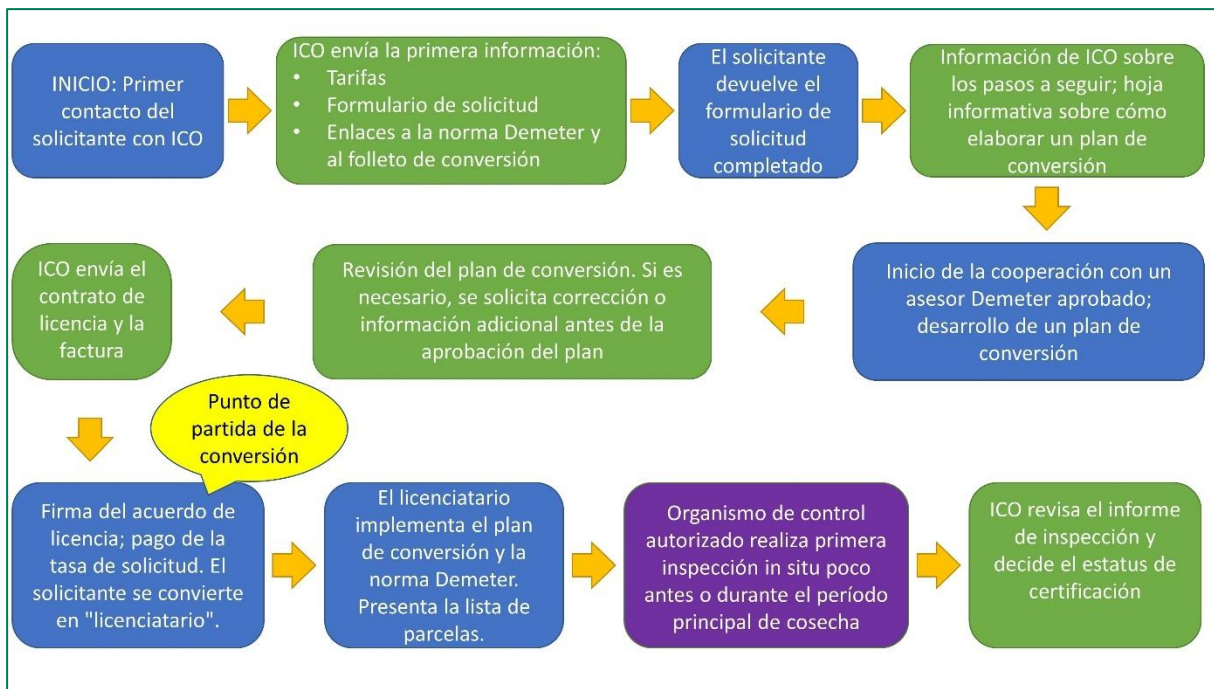 INICIO: Primer
contacto del
solicitante con ICO
ICO envía la primera información:
• Tarifas
• Formulario de solicitud
• Enlaces a la norma Demeter y
al folleto de conversión
El solicitante
devuelve el
formulario de
solicitud
completado
Información de ICO sobre
los pasos a seguir; hoja
informativa sobre cómo
elaborar un plan de
conversión
Inicio de la cooperación con un
asesor Demeter aprobado;
desarrollo de un plan de
conversión
Revisión del plan de conversión. Si es
necesario, se solicita corrección o
información adicional antes de la
aprobación del plan
ICO envía el
contrato de
licencia y la
factura
Punto de
partida de la
conversión
Firma del acuerdo de
licencia; pago de la
tasa de solicitud. El
solicitante se convierte
en "licenciatario".
El licenciatario
implementa el plan
de conversión y la
norma Demeter.
Presenta la lista de
parcelas.
Organismo de control
autorizado realiza primera
inspección in situ poco
antes o durante el período
principal de cosecha
ICO revisa el informe
de inspección y
decide el estatus de
certificación